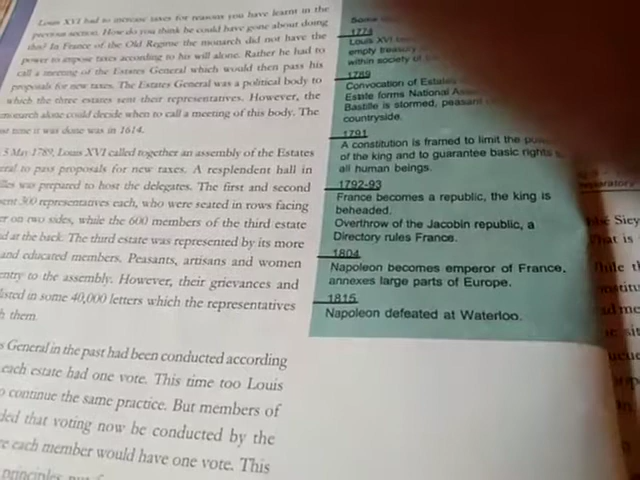 Louis XVI had to increase taxes for reasons you have learnt in the
previous section. How do you think he could have gone about doing
this? In France of the Old Regime the monarch did not have the
power to impose taxes according to his will alone. Rather he had to
call a meeting of the Estates General which would then pass his
proposals for new taxes. The Estates General was a political body to
which the three estates sent their representatives. However, the
monarch alone could decide when to call a meeting of this body. The
time it was done was in 1614.
5 May 1789, Louis XVI called together an assembly of the Estates
to pass proposals for new taxes. A resplendent hall in
was prepared to host the delegates. The first and second
300 representatives each, who were seated in rows facing
on two sides, while the 600 members of the third estate
at the back. The third estate was represented by its more
and educated members. Peasants, artisans and women
entry to the assembly. However, their grievances and
listed in some 40,000 letters which the representatives
them.
General in the past had been conducted according
each estate had one vote. This time too Louis
continue the same practice. But members of
that voting now be conducted by the
each member would have one vote. This
principles
Some
1774
Louis XVI
empty treasury
within society of
1789
Convocation of Estates
Estate forms National
Bastille is stormed, peasant
countryside.
1791
A constitution is framed to limit the
of the king and to guarantee basic rights
all human beings.
1792-93
France becomes a republic, the king is
beheaded.
Overthrow of the Jacobin republic, a
Directory rules France.
1804
Napoleon becomes emperor of France,
annexes large parts of Europe.
1815
Napoleon defeated at Waterloo.